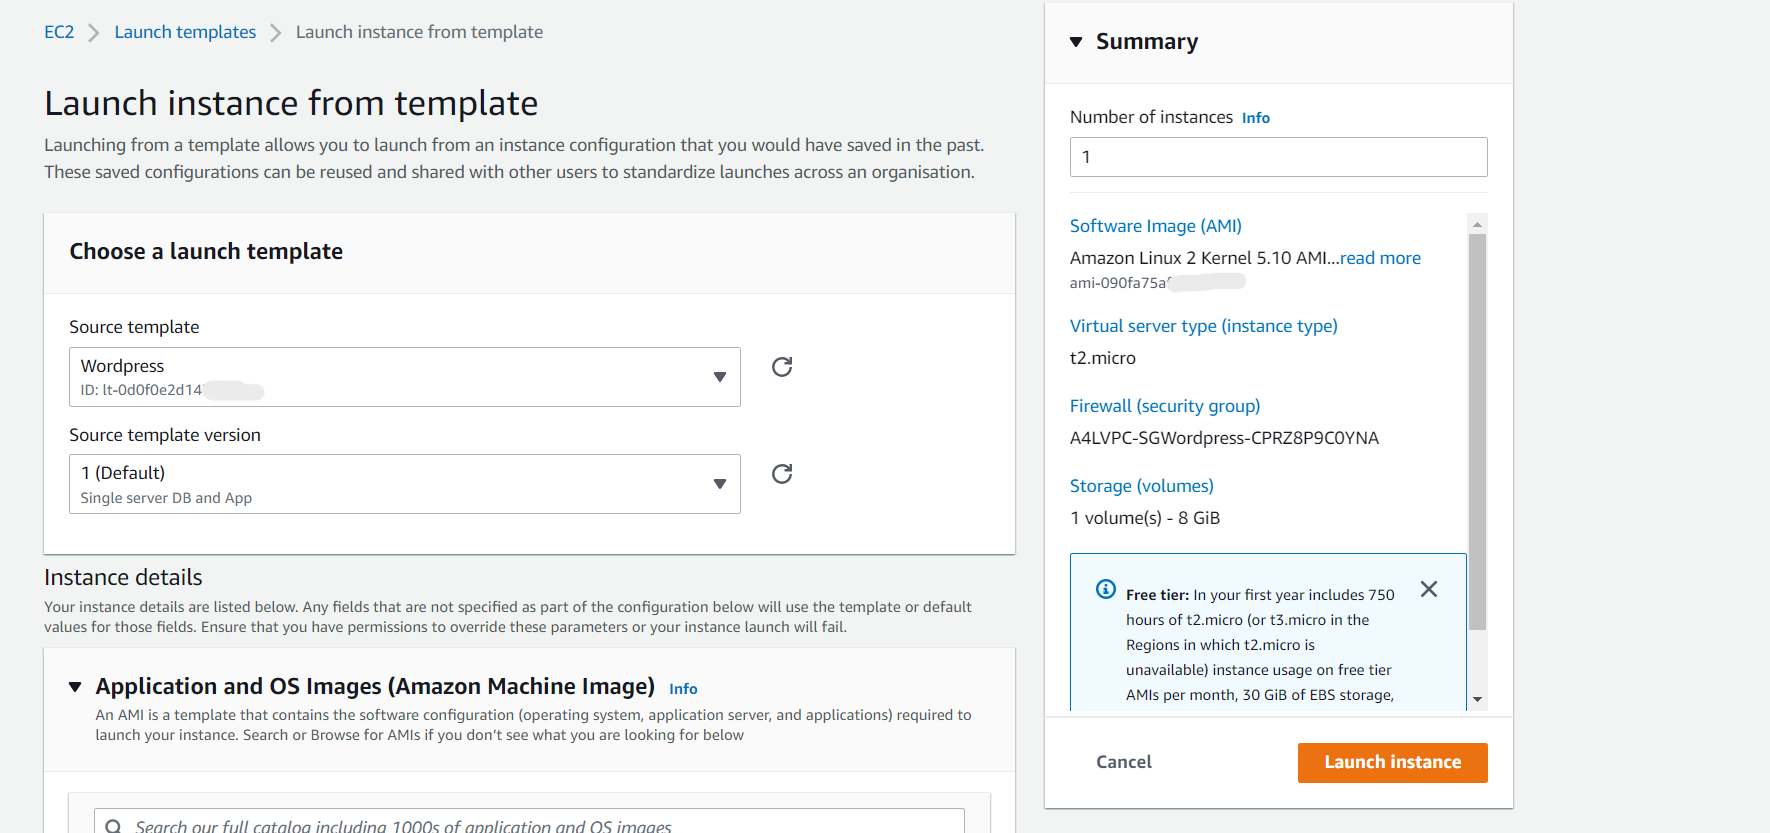 EC2 Launch templates Launch instance from template
Launch instance from template
Launching from a template allows you to launch from an instance configuration that you would have saved in the past.
These saved configurations can be reused and shared with other users to standardize launches across an organisation.
Choose a launch template
Source template
Wordpress
ID: lt-0d0f0e2d14
Source template version
1 (Default)
Single server DB and App
Instance details
Your instance details are listed below. Any fields that are not specified as part of the configuration below will use the template or default
values for those fields. Ensure that you have permissions to override these parameters or your instance launch will fail.
Application and OS Images (Amazon Machine Image) Info
An AMI is a template that contains the software configuration (operating system, application server, and applications) required to
launch your instance. Search or Browse for AMIs if you don't see what you are looking for below
Search our full catalog including 1000s of application and OS images
Summary
Number of instances Info
1
Software Image (AMI)
Amazon Linux 2 Kernel 5.10 AMI...read more
ami-090fa75a
Virtual server type (instance type)
t2.micro
Firewall (security group)
A4LVPC-SGWordpress-CPRZ8P9C0YNA
Storage (volumes)
1 volume(s) - 8 GiB
Free tier: In your first year includes 750
hours of t2.micro (or t3.micro in the
Regions in which t2.micro is
unavailable) instance usage on free tier
AMIs per month, 30 GiB of EBS storage,
Cancel
Launch instance